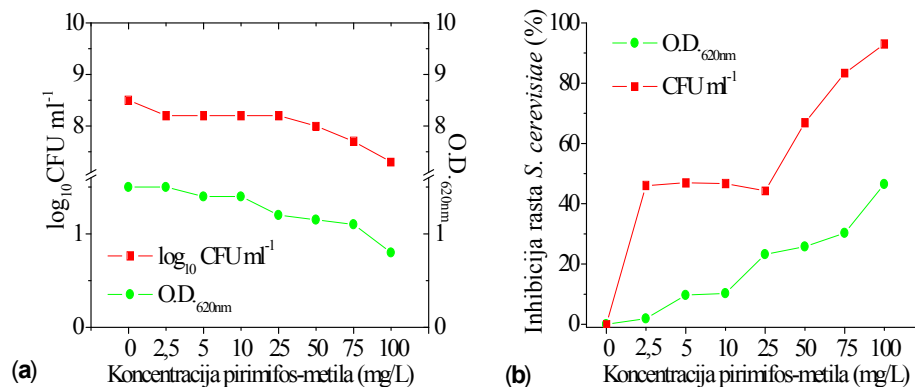 10
9
8
1
0
log₁₀CFU ml⁻¹
10
9
8
1
0
O.D.₆₂₀nm
log₁₀ CFU ml⁻¹
O.D.₆₂₀nm
0 2,5 5 10 25 50 75 100
(a) Koncentracija pirimifos-metila (mg/L)
100
80
60
40
20
0
Inhibicija rasta S. cerevisiae (%)
O.D.₆₂₀nm
CFU ml⁻¹
0 2,5 5 10 25 50 75 100
(b) Koncentracija pirimifos-metila (mg/L)